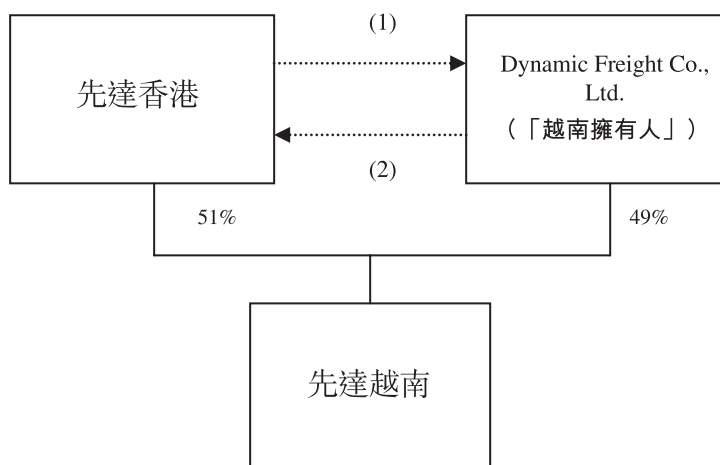 (1)
先達香港
Dynamic Freight Co.,
Ltd.
（「越南擁有人」）
(2)
51%
49%
先達越南